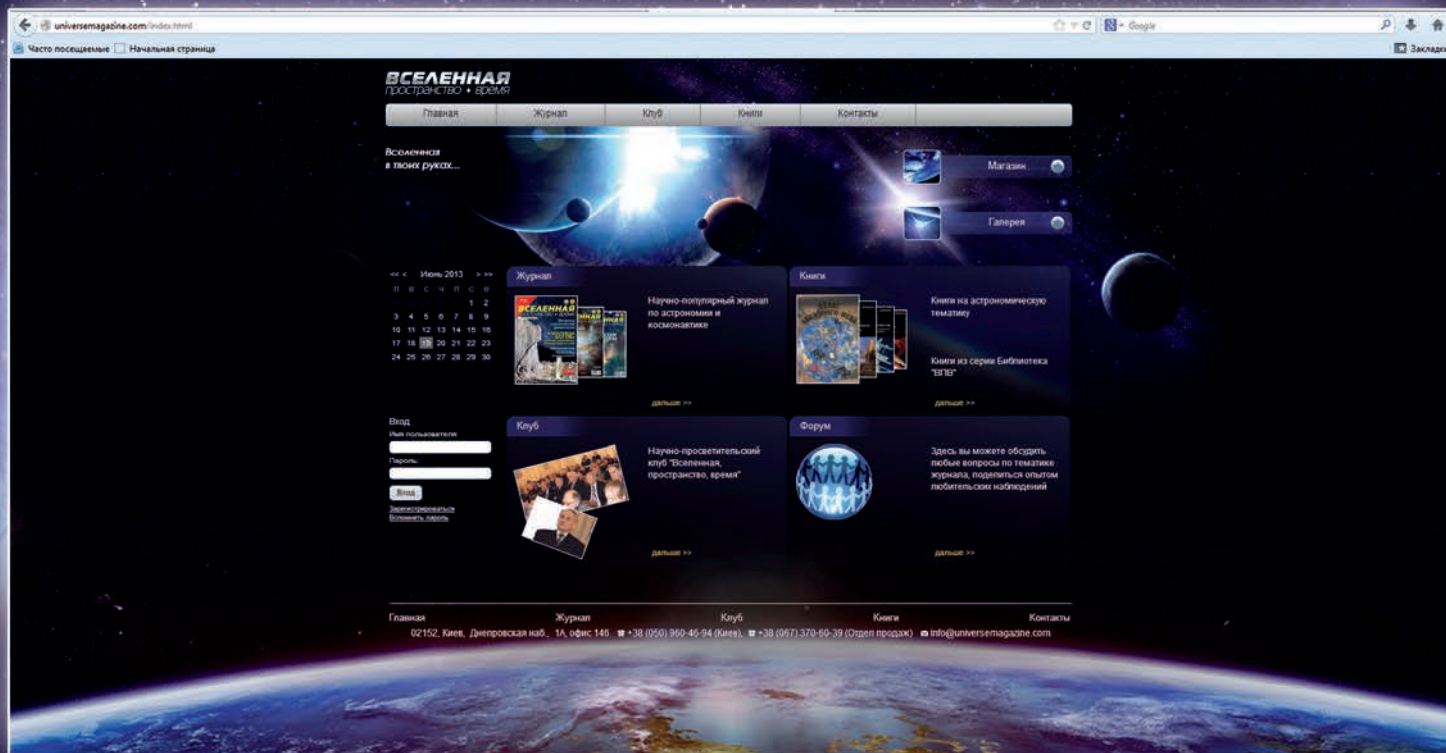 universemagazine.com/index.html
Google
Часто посещаемые
Начальная страница
Закладки
ВСЕЛЕННАЯ
пространство ✦ время
Главная
Журнал
Клуб
Книги
Контакты
Вселенная
в твоих руках...
Магазин
Галерея
<< < Июнь 2013 > >>
П В С Ч П С В
1 2
3 4 5 6 7 8 9
10 11 12 13 14 15 16
17 18 19 20 21 22 23
24 25 26 27 28 29 30
Журнал
ВСЕЛЕННАЯ
Научно-популярный журнал
по астрономии и
космонавтике
дальше >>
Книги
Книги на астрономическую
тематику
Книги из серии Библиотека
"ВПВ"
дальше >>
Вход
Имя пользователя
Пароль:
Вход
Зарегистрироваться
Вспомнить пароль
Клуб
Научно-просветительский
клуб "Вселенная,
пространство, время"
дальше >>
Форум
Здесь вы можете обсудить
любые вопросы по тематике
журнала, поделиться опытом
любительских наблюдений
дальше >>
Главная
Журнал
Клуб
Книги
Контакты
02152, Киев, Днепровская наб., 1А, офис 146 ☎ +38 (050) 960-46-94 (Киев), ☎ +38 (067) 370-60-39 (Отдел продаж) ✉ info@universemagazine.com